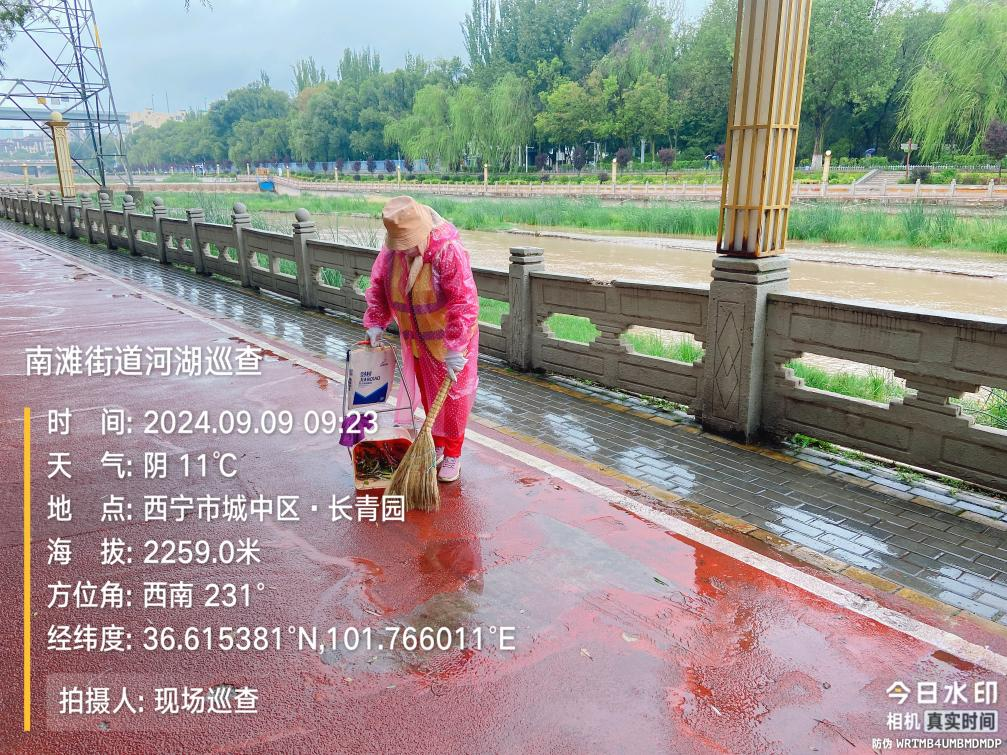 南滩街道河湖巡查
时 间: 2024.09.09 09:23
天 气: 阴 11℃
地 点: 西宁市城中区·长青园
海 拔: 2259.0米
方位角: 西南 231°
经纬度: 36.615381°N,101.766011°E
拍摄人: 现场巡查
今日水印
相机 真实时间
防伪 WRTMB4UMBMDMDP